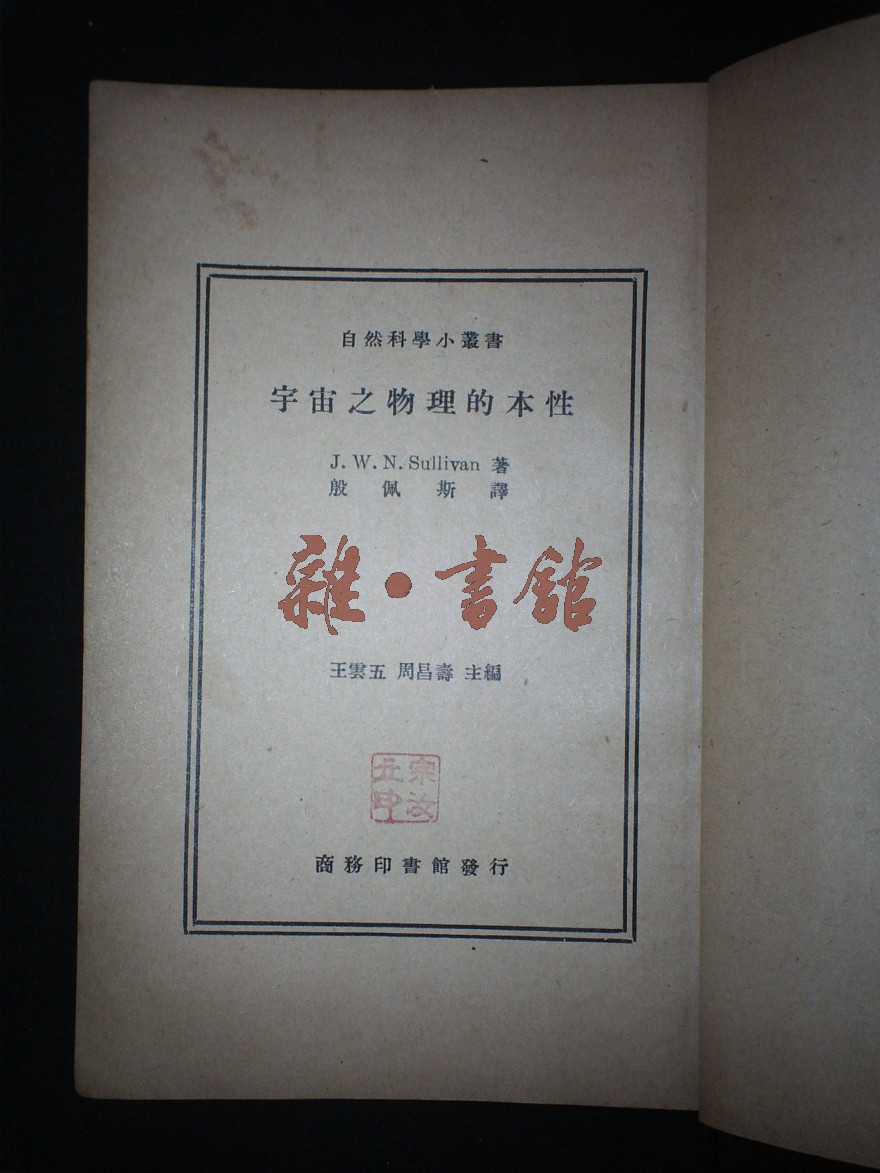 自然科學小叢書
宇宙之物理的本性
J. W. N. Sullivan 著
殷佩斯 譯
雜·書館
王雲五 周昌壽 主編
商務印書館發行